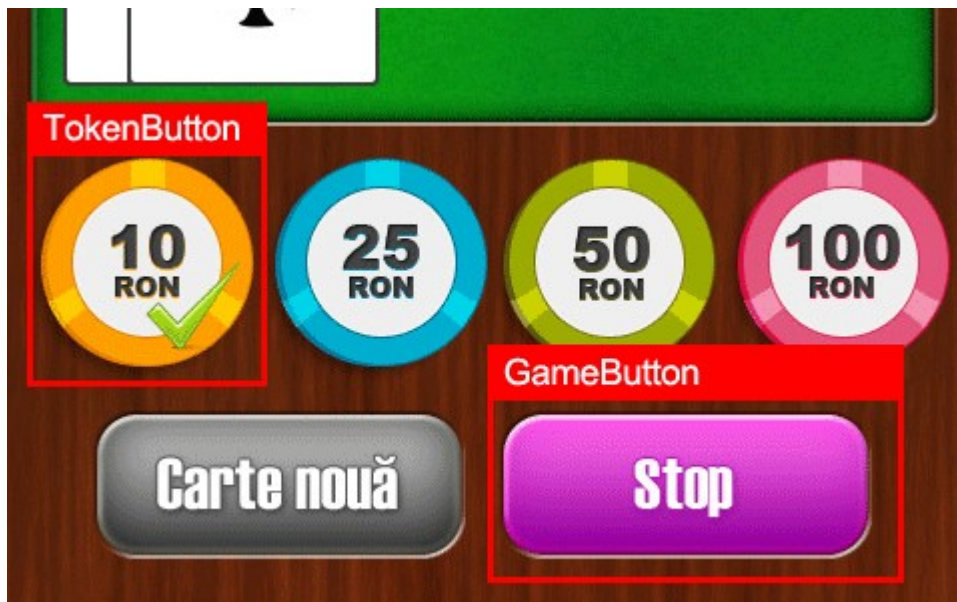 TokenButton
10
RON
25
RON
50
RON
100
RON
GameButton
Carte nouă
Stop